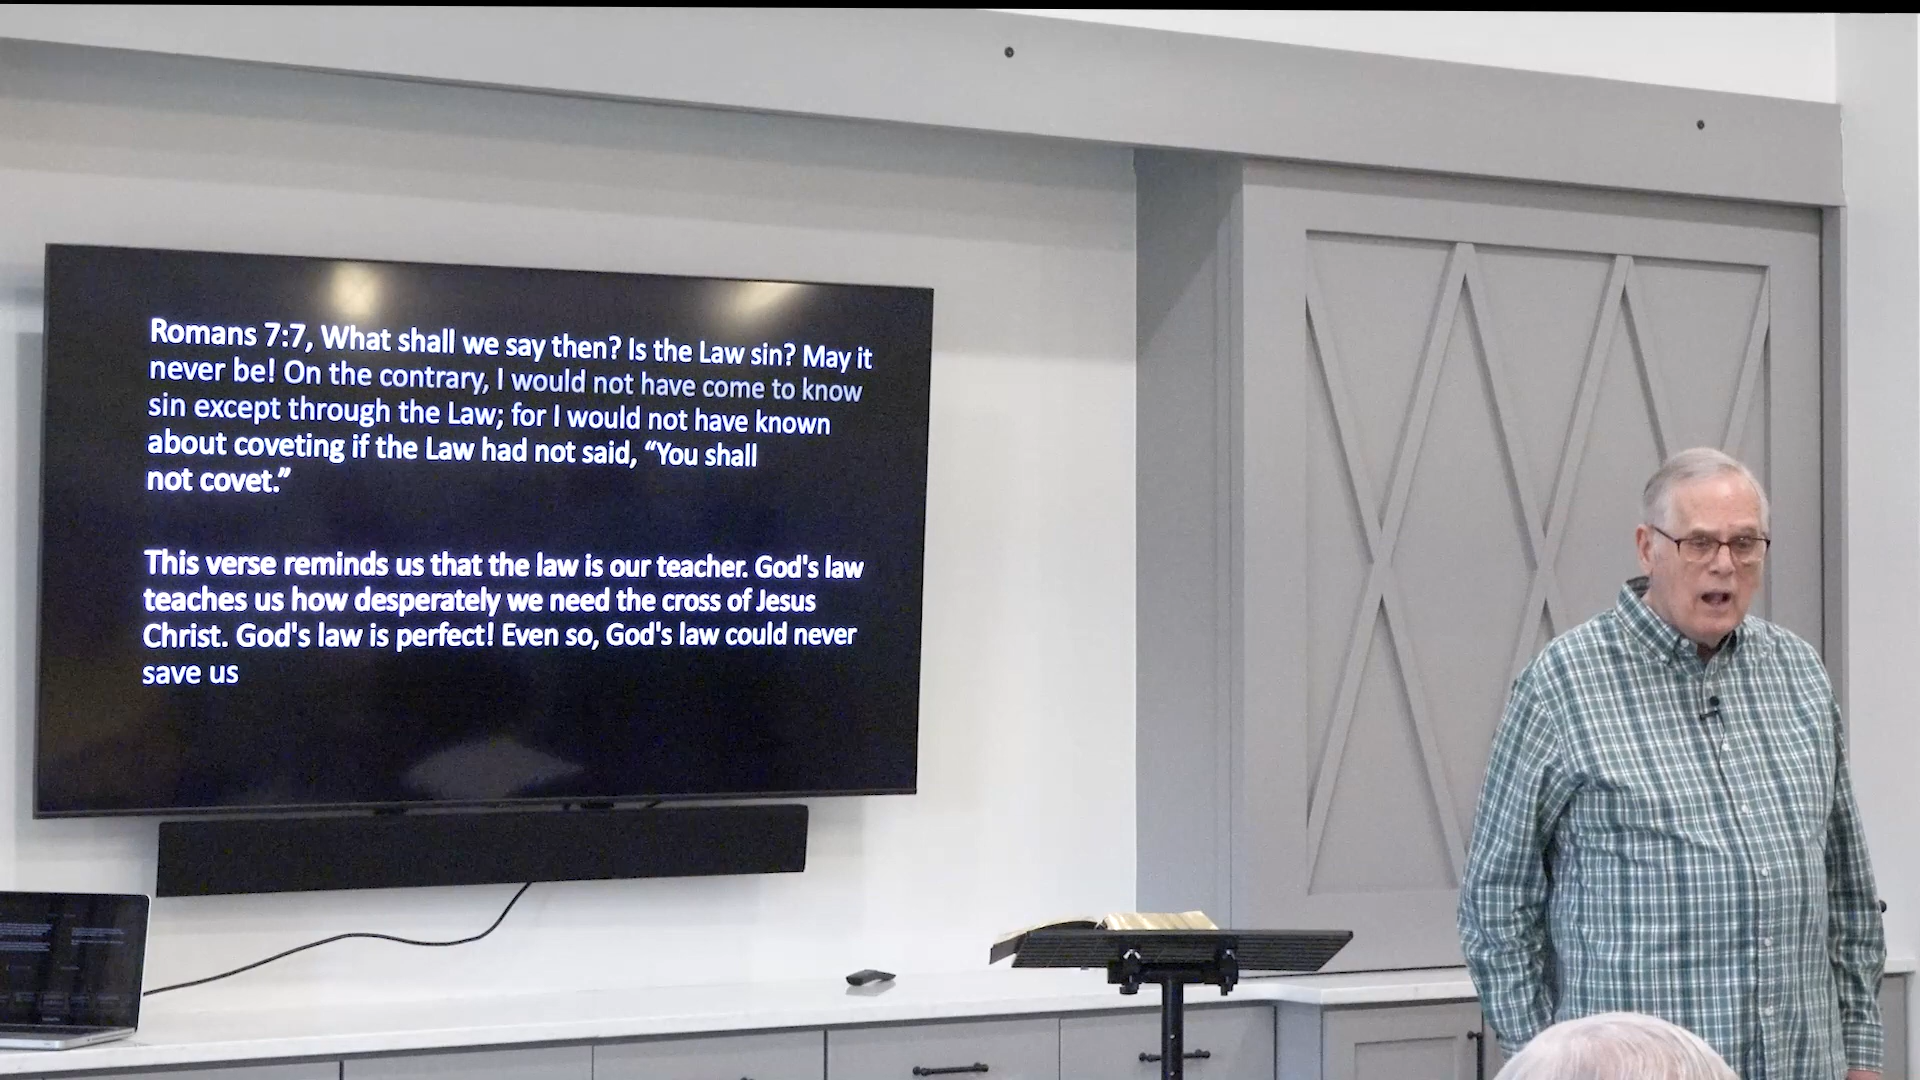 Romans 7:7, What shall we say then? Is the Law sin? May it
never be! On the contrary, I would not have come to know
sin except through the Law; for I would not have known
about coveting if the Law had not said, “You shall
not covet.”
This verse reminds us that the law is our teacher. God's law
teaches us how desperately we need the cross of Jesus
Christ. God's law is perfect! Even so, God's law could never
save us